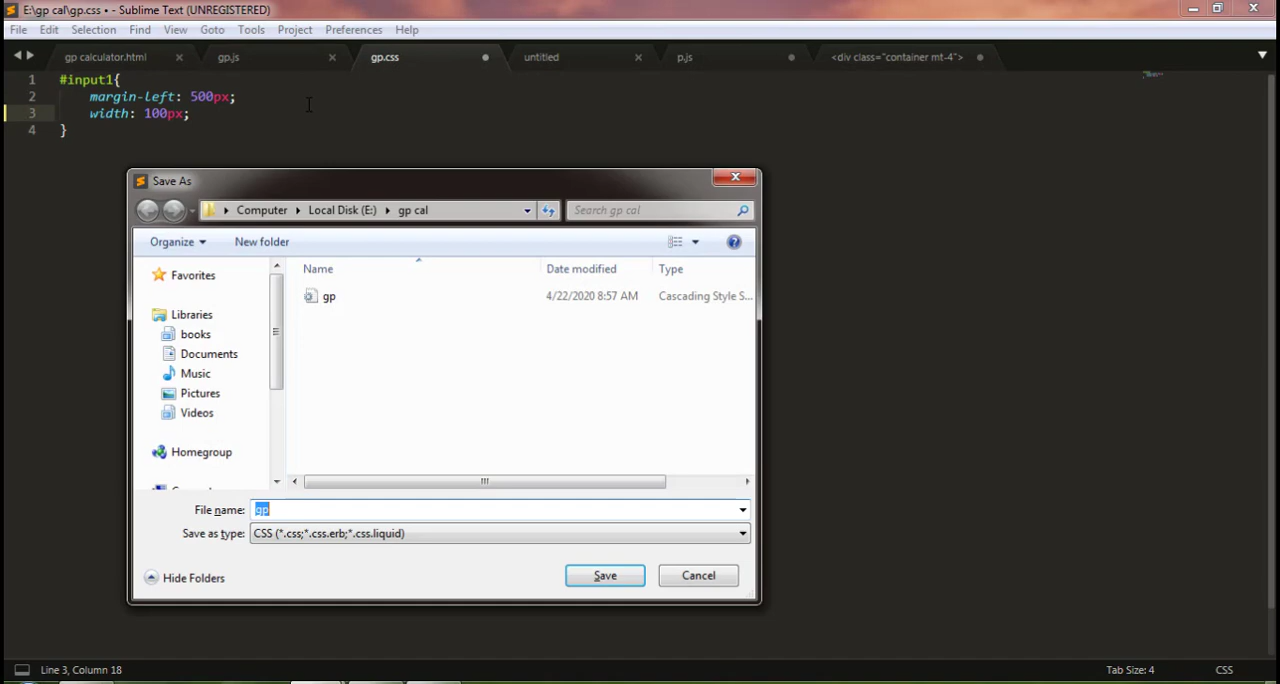 E:\gp cal\gp.css • - Sublime Text (UNREGISTERED)
File Edit Selection Find View Goto Tools Project Preferences Help
gp calculator.html gp.js gp.css untitled p.js <div class="container mt-4">
1 #input1{
2 margin-left: 500px;
3 width: 100px;
4 }
Save As
Computer Local Disk (E:) gp cal Search gp cal
Organize New folder
Name Date modified Type
Favorites
gp 4/22/2020 8:57 AM Cascading Style S...
Libraries
books
Documents
Music
Pictures
Videos
Homegroup
File name: gp
Save as type: CSS (*.css;*.css.erb;*.css.liquid)
Hide Folders Save Cancel
Line 3, Column 18 Tab Size: 4 CSS